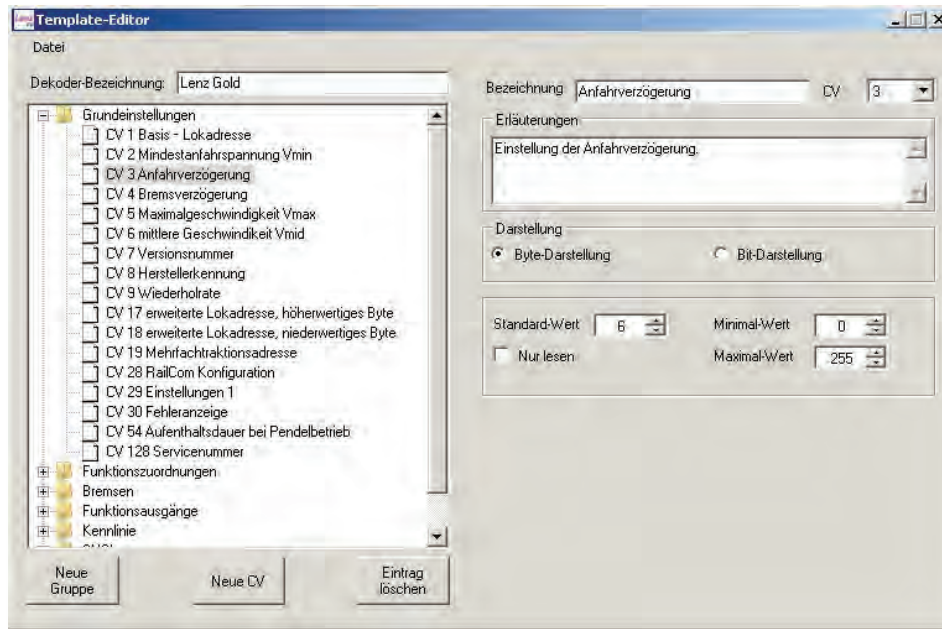 Template-Editor
Datei
Dekoder-Bezeichnung: Lenz Gold
Grundeinstellungen
CV 1 Basis - Lokadresse
CV 2 Mindestanfahrspannung Vmin
CV 3 Anfahrverzögerung
CV 4 Bremsverzögerung
CV 5 Maximalgeschwindigkeit Vmax
CV 6 mittlere Geschwindikeit Vmid
CV 7 Versionsnummer
CV 8 Herstellerkennung
CV 9 Wiederholrate
CV 17 erweiterte Lokadresse, höherwertiges Byte
CV 18 erweiterte Lokadresse, niederwertiges Byte
CV 19 Mehrfachtraktionsadresse
CV 28 RailCom Konfiguration
CV 29 Einstellungen 1
CV 30 Fehleranzeige
CV 54 Aufenthaltsdauer bei Pendelbetrieb
CV 128 Servicenummer
Funktionszuordnungen
Bremsen
Funktionsausgänge
Kennlinie
Neue Gruppe
Neue CV
Eintrag löschen
Bezeichnung Anfahrverzögerung CV 3
Erläuterungen
Einstellung der Anfahrverzögerung.
Darstellung
Byte-Darstellung Bit-Darstellung
Standard-Wert 6 Minimal-Wert 0
Nur lesen Maximal-Wert 255